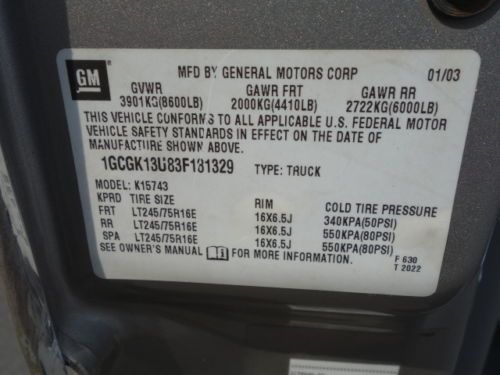 GM
MFD BY GENERAL MOTORS CORP 01/03
GVWR GAWR FRT GAWR RR
3901KG(8600LB) 2000KG(4410LB) 2722KG(6000LB)
THIS VEHICLE CONFORMS TO ALL APPLICABLE U.S. FEDERAL MOTOR
VEHICLE SAFETY STANDARDS IN EFFECT ON THE DATE OF
MANUFACTURE SHOWN ABOVE.
1GCGK13U83F131329 TYPE: TRUCK
MODEL: K15743
KPRD TIRE SIZE RIM COLD TIRE PRESSURE
FRT LT245/75R16E 16X6.5J 340KPA(50PSI)
RR LT245/75R16E 16X6.5J 550KPA(80PSI)
SPA LT245/75R16E 16X6.5J 550KPA(80PSI)
SEE OWNER'S MANUAL FOR MORE INFORMATION.
F 630
T 2022